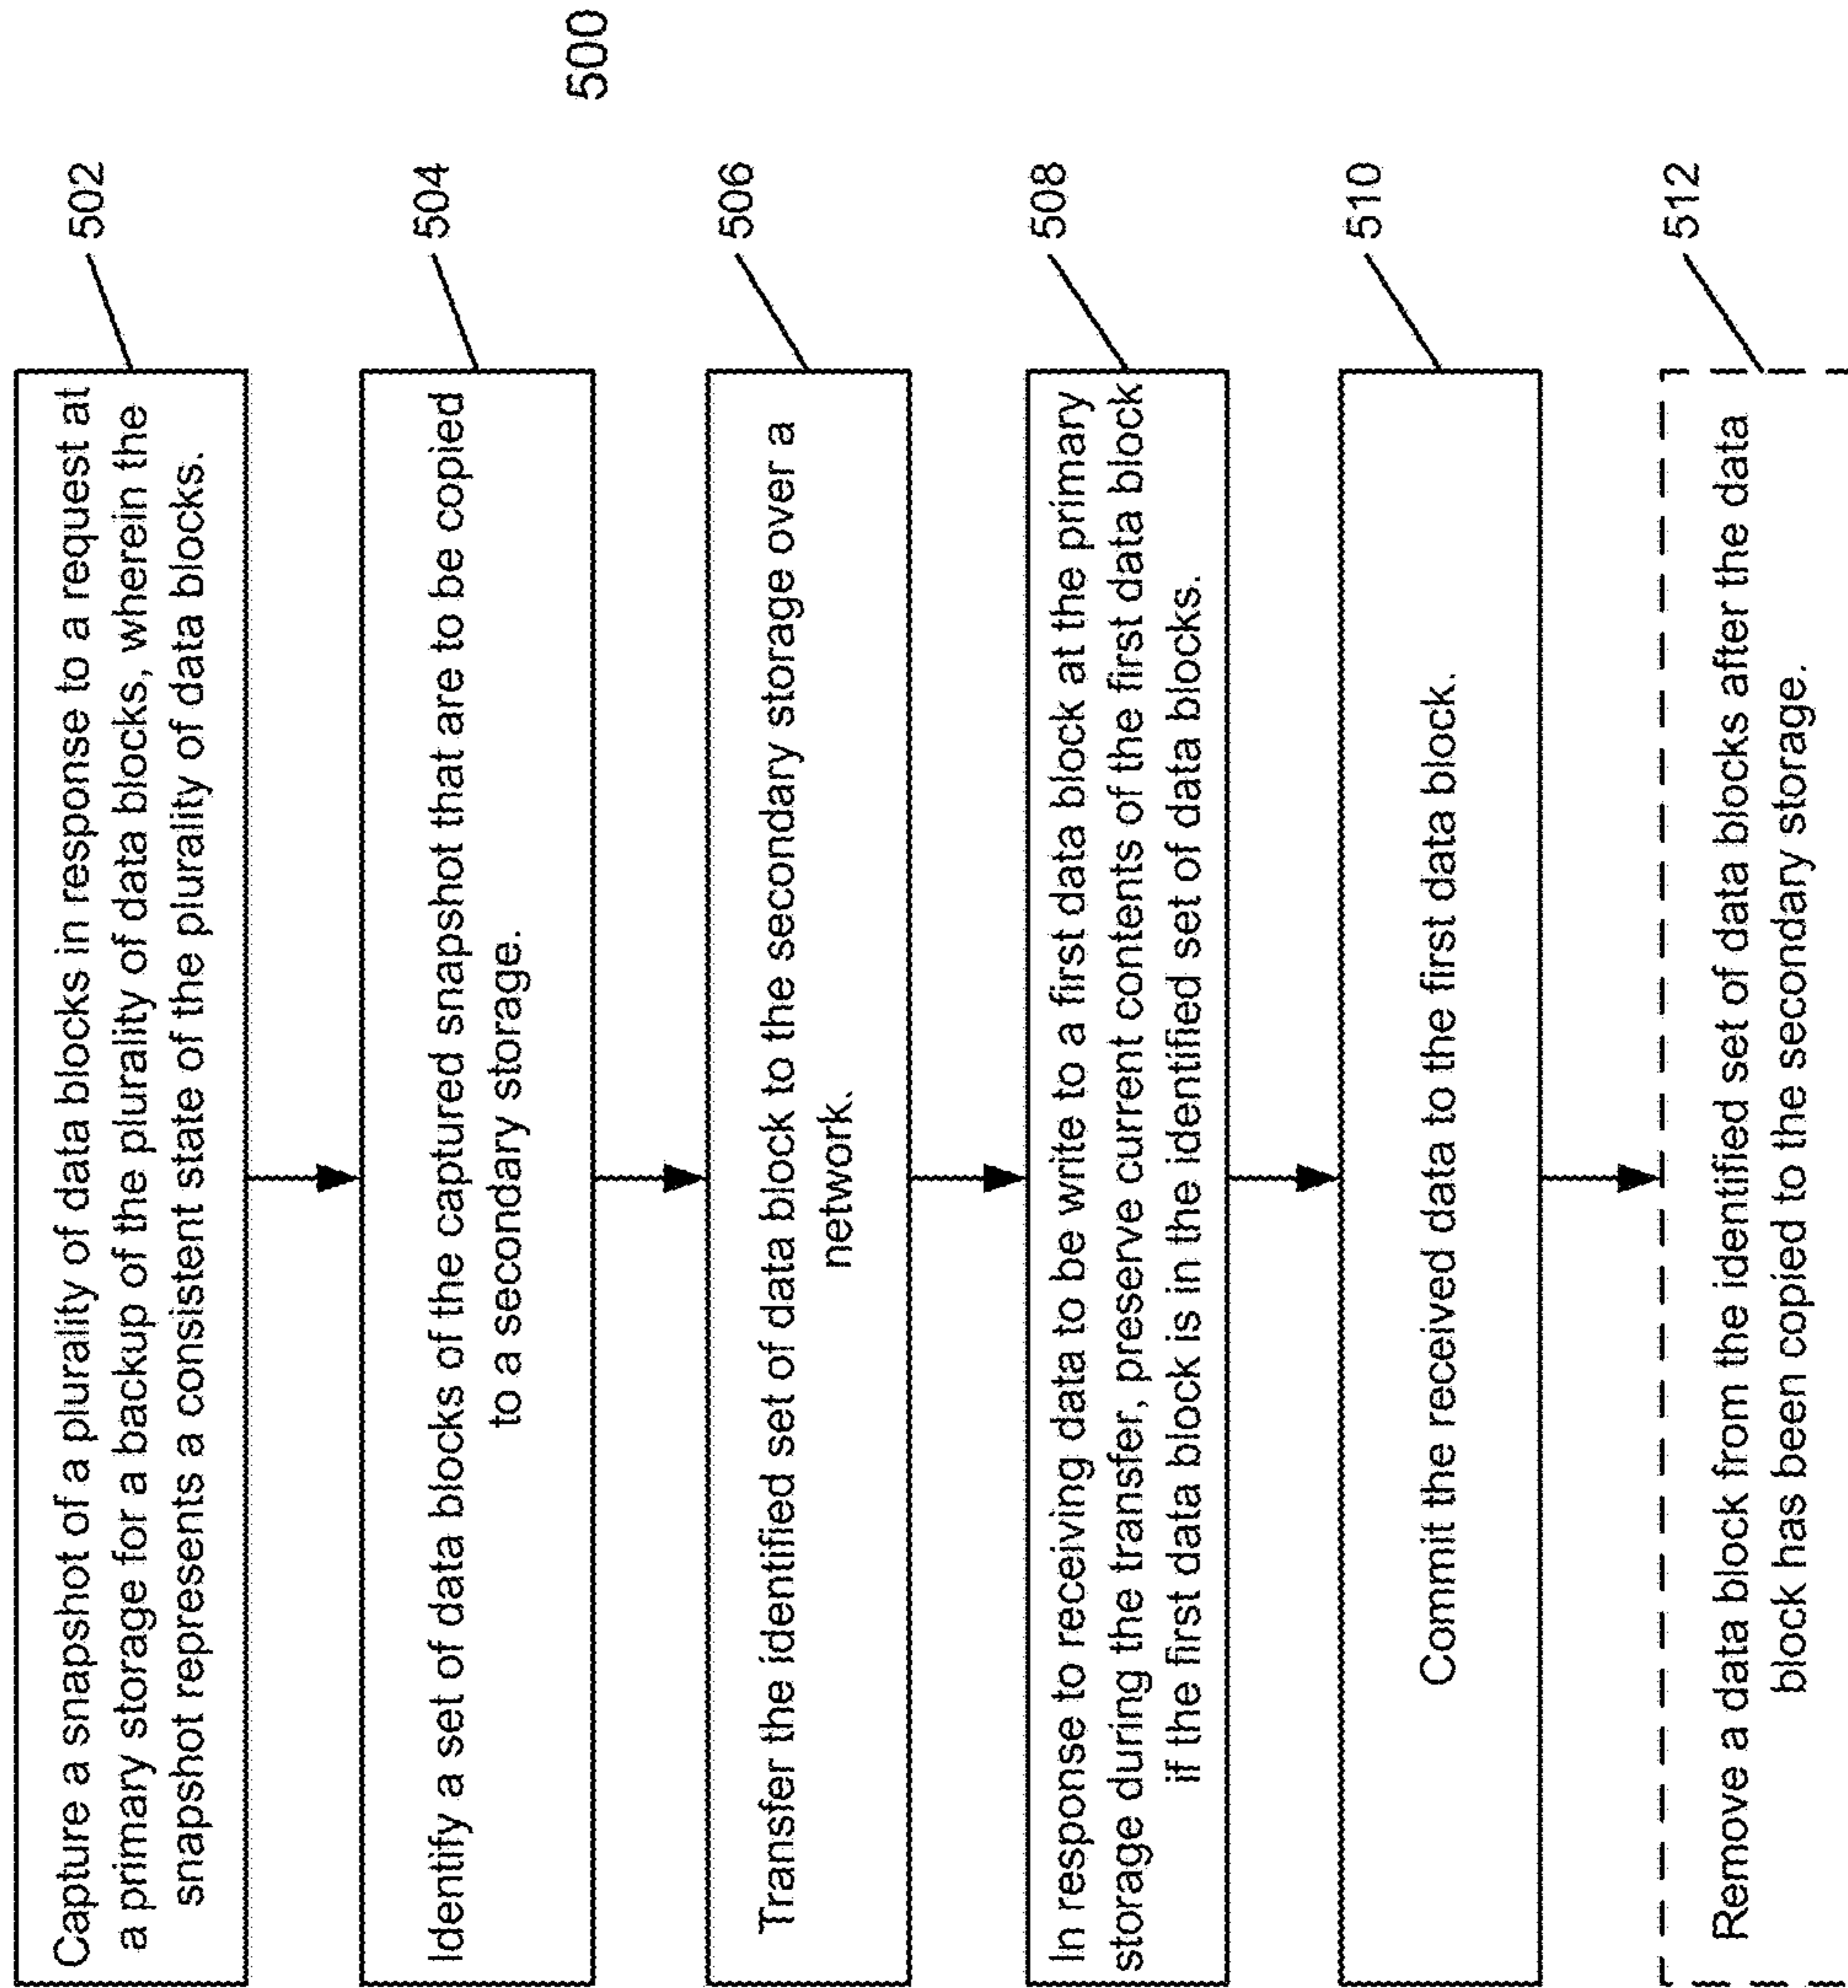 500
Capture a snapshot of a plurality of data blocks in response to a request at
a primary storage for a backup of the plurality of data blocks, wherein the
snapshot represents a consistent state of the plurality of data blocks.
502
Identify a set of data blocks of the captured snapshot that are to be copied
to a secondary storage.
504
Transfer the identified set of data block to the secondary storage over a
network.
506
In response to receiving data to be write to a first data block at the primary
storage during the transfer, preserve current contents of the first data block
if the first data block is in the identified set of data blocks.
508
Commit the received data to the first data block.
510
Remove a data block from the identified set of data blocks after the data
block has been copied to the secondary storage.
512